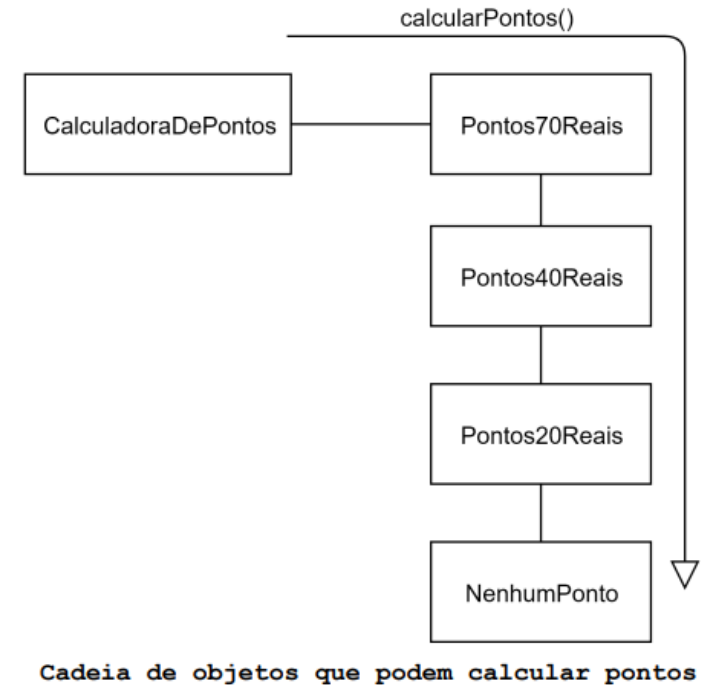 calcularPontos()
CalculadoraDePontos
Pontos70Reais
Pontos40Reais
Pontos20Reais
NenhumPonto
Cadeia de objetos que podem calcular pontos